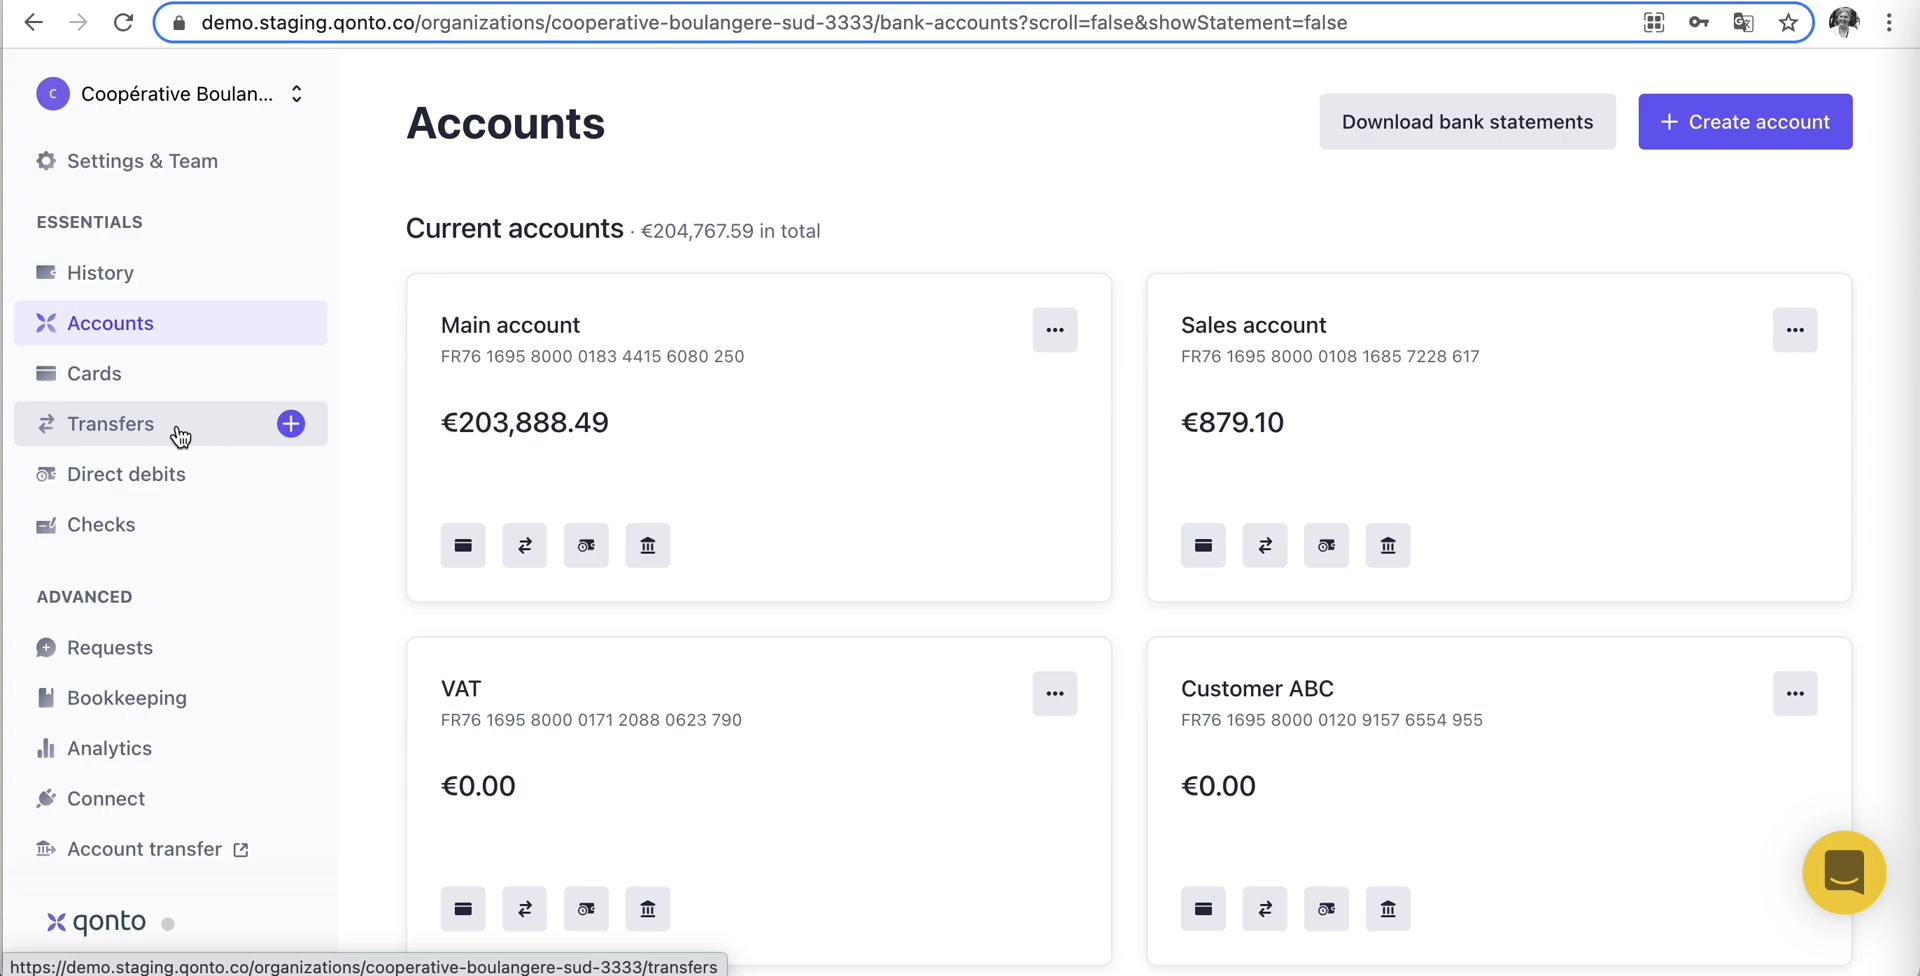 demo.staging.qonto.co/organizations/cooperative-boulangere-sud-3333/bank-accounts?scroll=false&showStatement=false
C Coopérative Boulan...
Settings & Team
ESSENTIALS
History
Accounts
Cards
Transfers
Direct debits
Checks
ADVANCED
Requests
Bookkeeping
Analytics
Connect
Account transfer
qonto
https://demo.staging.qonto.co/organizations/cooperative-boulangere-sud-3333/transfers
Accounts
Download bank statements
+ Create account
Current accounts · €204,767.59 in total
Main account
FR76 1695 8000 0183 4415 6080 250
€203,888.49
Sales account
FR76 1695 8000 0108 1685 7228 617
€879.10
VAT
FR76 1695 8000 0171 2088 0623 790
€0.00
Customer ABC
FR76 1695 8000 0120 9157 6554 955
€0.00